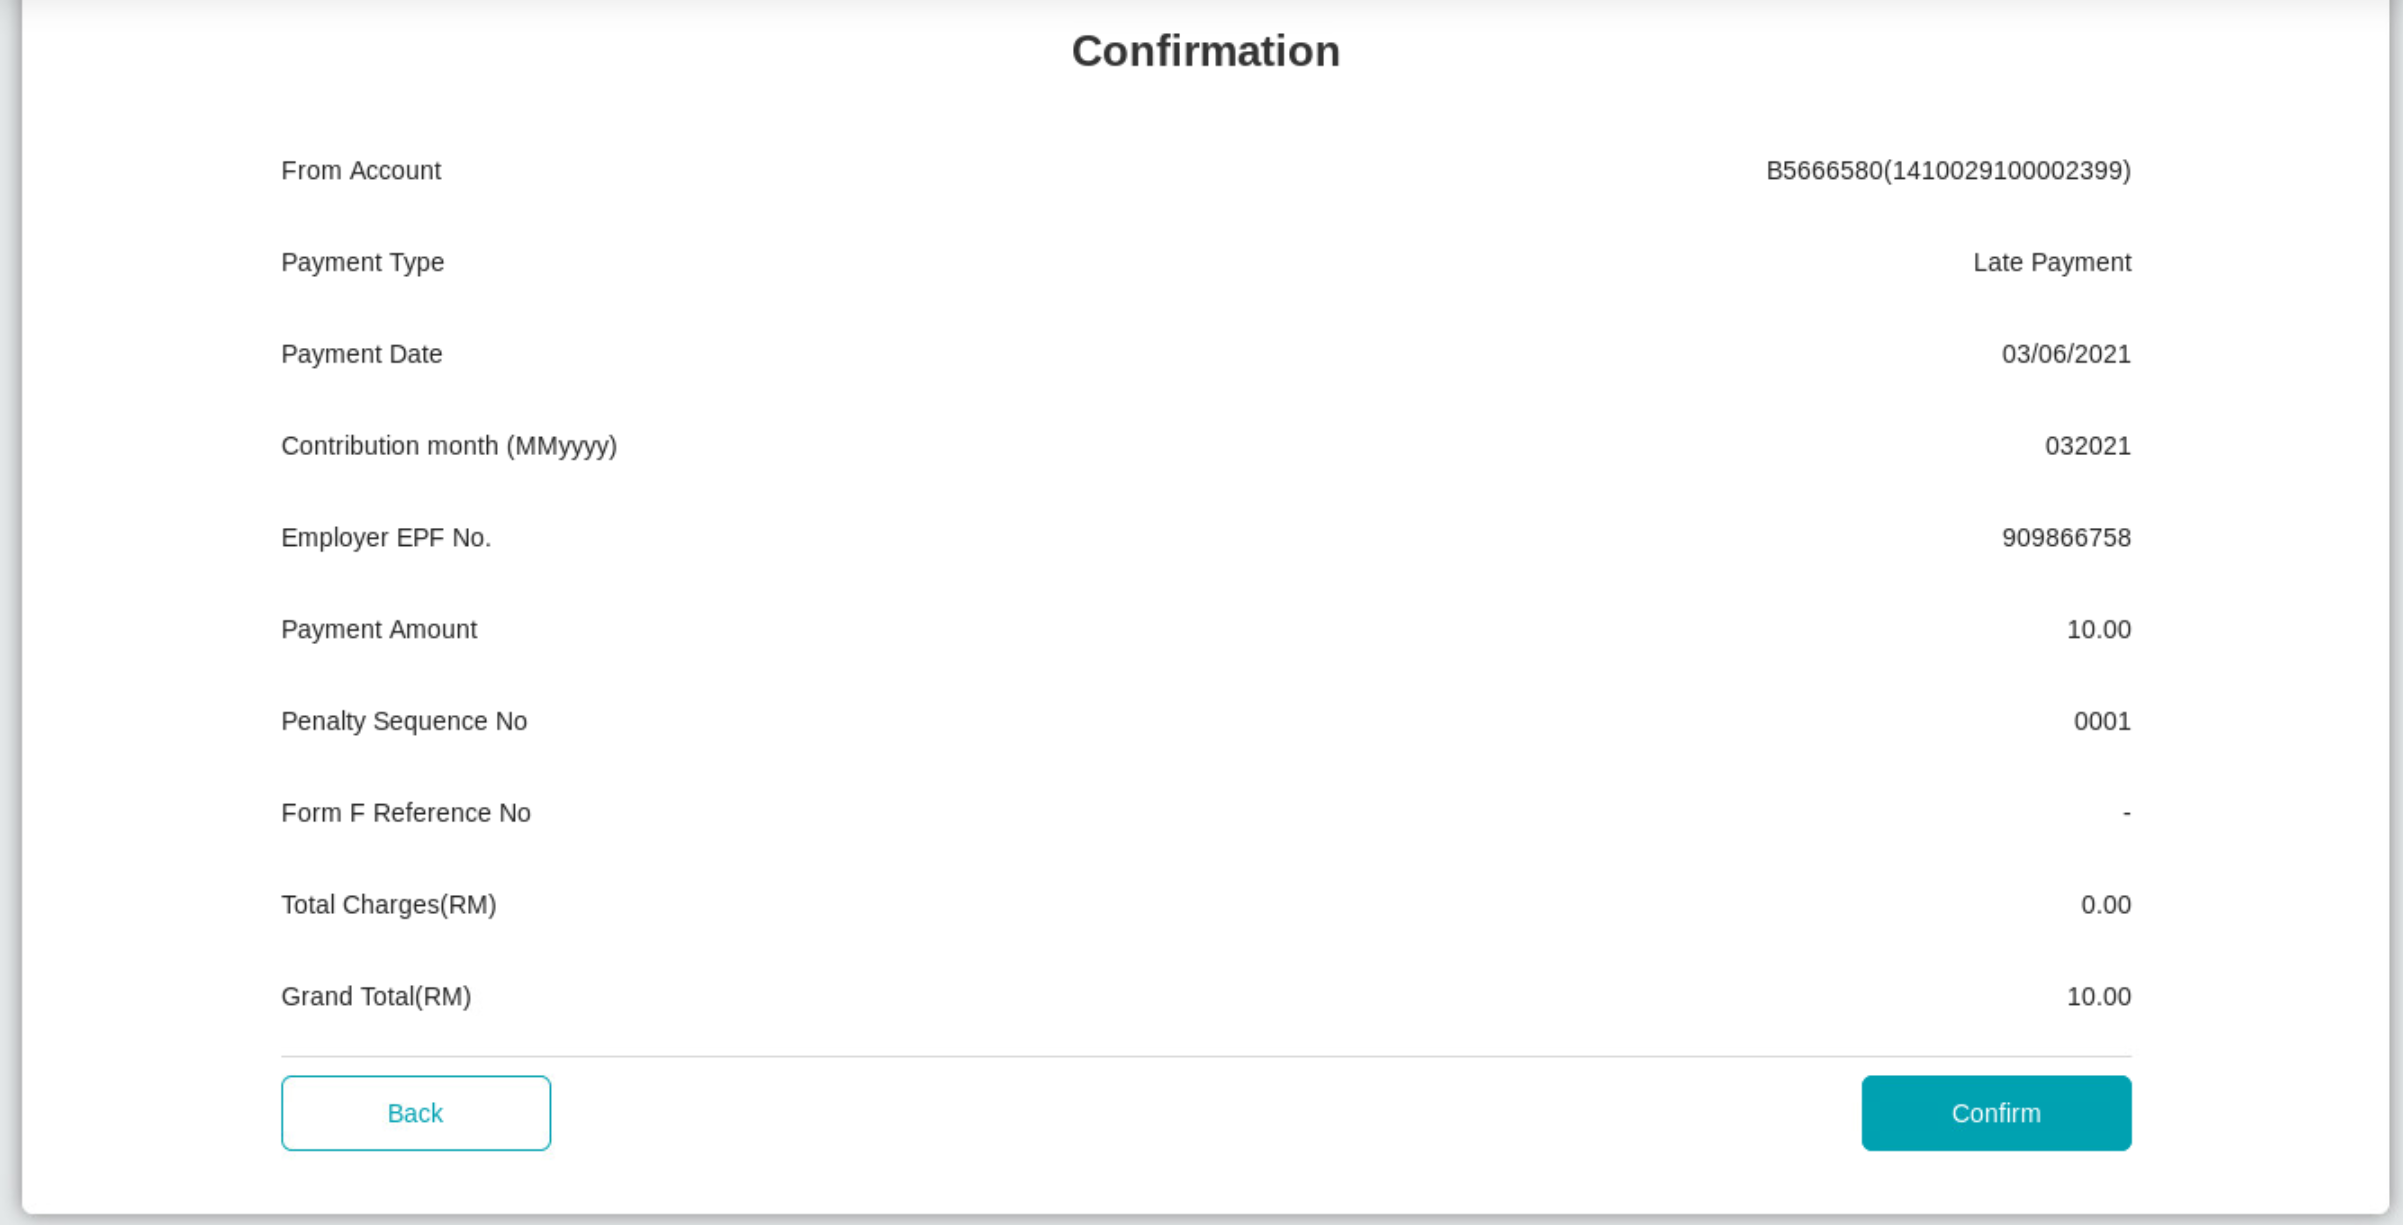 Confirmation
From Account B5666580(1410029100002399)
Payment Type Late Payment
Payment Date 03/06/2021
Contribution month (MMyyyy) 032021
Employer EPF No. 909866758
Payment Amount 10.00
Penalty Sequence No 0001
Form F Reference No -
Total Charges(RM) 0.00
Grand Total(RM) 10.00
Back Confirm